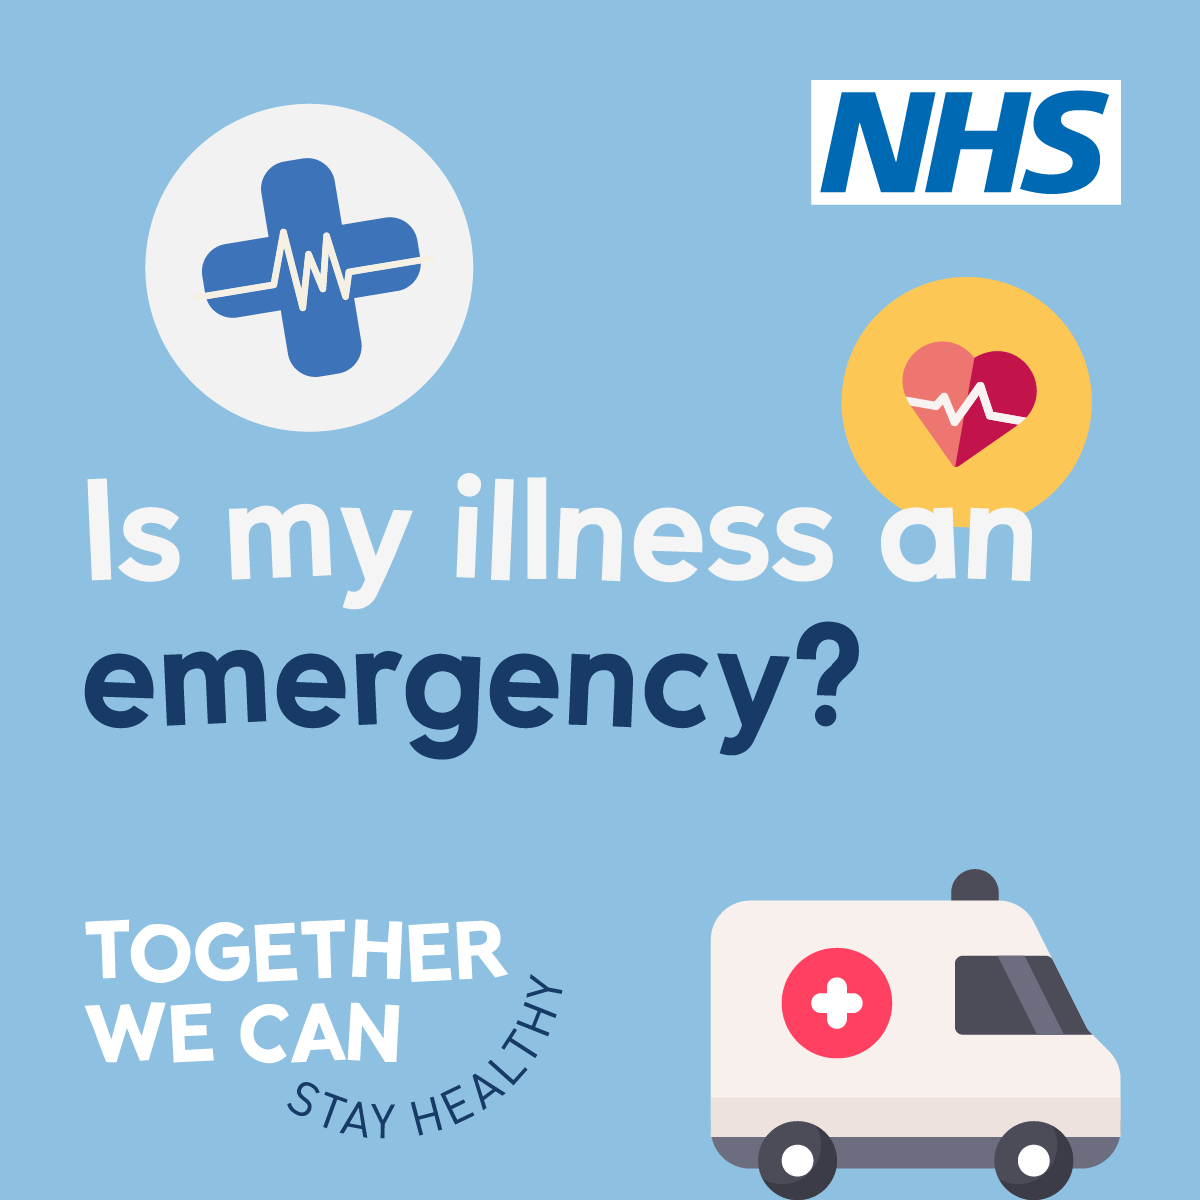 NHS
Is my illness an
emergency?
TOGETHER
WE CAN
STAY HEALTHY